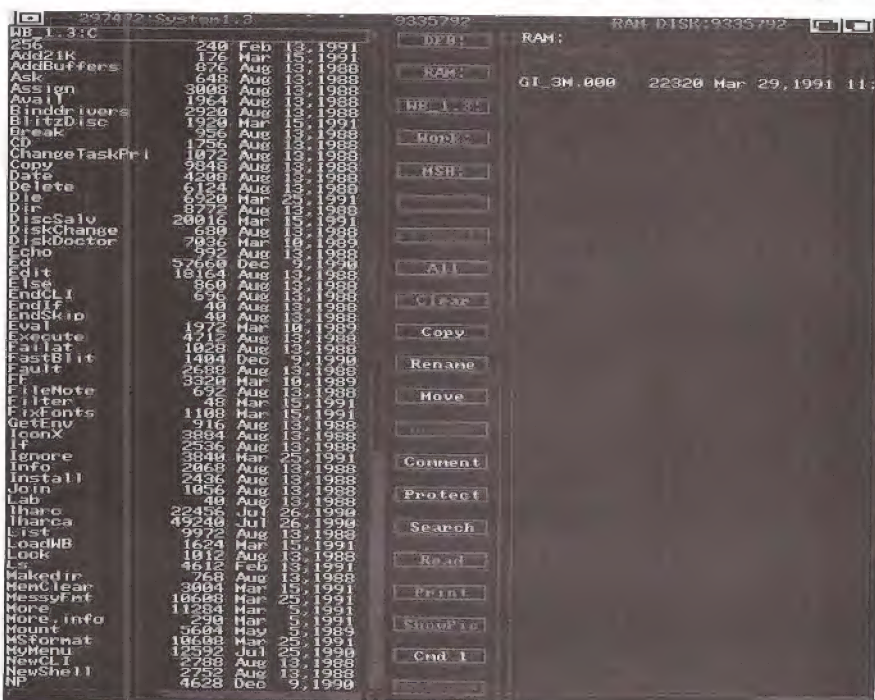 297472:System1.3 9335792 RAM DISK:9335792
WB_1.3:C
256 240 Feb 13,1991
Add21K 176 Mar 15,1991
AddBuffers 876 Aug 13,1988
Ask 648 Aug 13,1988
Assign 3008 Aug 13,1988
Avail 1964 Aug 13,1988
Binddrivers 2920 Aug 13,1988
BlitzDisc 1920 Mar 15,1991
Break 956 Aug 13,1988
CD 1756 Aug 13,1988
ChangeTaskPri 1072 Aug 13,1988
Copy 9848 Aug 13,1988
Date 4208 Aug 13,1988
Delete 6124 Aug 13,1988
Die 6920 Mar 25,1991
Dir 8772 Aug 13,1988
DiscSalv 20016 Mar 15,1991
DiskChange 680 Aug 13,1988
DiskDoctor 7036 Mar 10,1989
Echo 992 Aug 13,1988
Ed 57660 Dec 9,1990
Edit 18164 Aug 13,1988
Else 860 Aug 13,1988
EndCLI 696 Aug 13,1988
EndIf 40 Aug 13,1988
EndSkip 40 Aug 13,1988
Eval 1972 Mar 10,1989
Execute 4712 Aug 13,1988
Failat 1028 Aug 13,1988
FastBlit 1404 Dec 9,1990
Fault 2688 Aug 13,1988
FF 3320 Mar 10,1989
FileNote 692 Aug 13,1988
Filter 48 Mar 15,1991
FixFonts 1108 Mar 15,1991
GetEnv 916 Aug 13,1988
IconX 3884 Aug 13,1988
If 2536 Aug 13,1988
Ignore 3840 Mar 25,1991
Info 2068 Aug 13,1988
Install 2436 Aug 13,1988
Join 1056 Aug 13,1988
Lab 40 Aug 13,1988
lharc 22456 Jul 26,1990
lharca 49240 Jul 26,1990
List 9972 Aug 13,1988
LoadWB 1624 Mar 15,1991
Lock 1012 Aug 13,1988
Ls 4612 Feb 13,1991
Makedir 768 Aug 13,1988
MemClear 3004 Mar 15,1991
MessyFmt 10608 Mar 25,1991
More 11284 Mar 5,1991
More.info 290 Mar 5,1991
Mount 5604 May 5,1989
MSformat 10608 Mar 25,1991
MyMenu 12592 Jul 25,1990
NewCLI 2788 Aug 13,1988
NewShell 2752 Aug 13,1988
NP 4628 Dec 9,1990
DF0:
RAM:
WB_1.3:
Work:
MSH:
All
Clear
Copy
Rename
Move
Comment
Protect
Search
Read
Print
ShowPic
Cmd 1
RAM:
GI_3M.000 22320 Mar 29,1991 11: